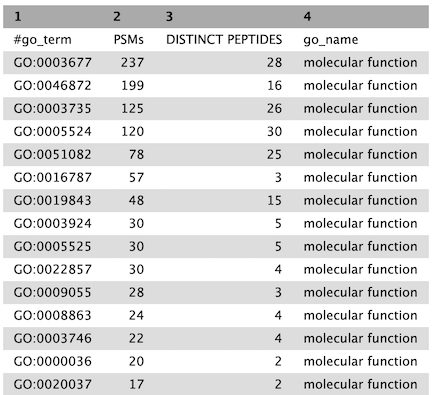 1 2 3 4
#go_term PSMs DISTINCT PEPTIDES go_name
GO:0003677 237 28 molecular function
GO:0046872 199 16 molecular function
GO:0003735 125 26 molecular function
GO:0005524 120 30 molecular function
GO:0051082 78 25 molecular function
GO:0016787 57 3 molecular function
GO:0019843 48 15 molecular function
GO:0003924 30 5 molecular function
GO:0005525 30 5 molecular function
GO:0022857 30 4 molecular function
GO:0009055 28 3 molecular function
GO:0008863 24 4 molecular function
GO:0003746 22 4 molecular function
GO:0000036 20 2 molecular function
GO:0020037 17 2 molecular function